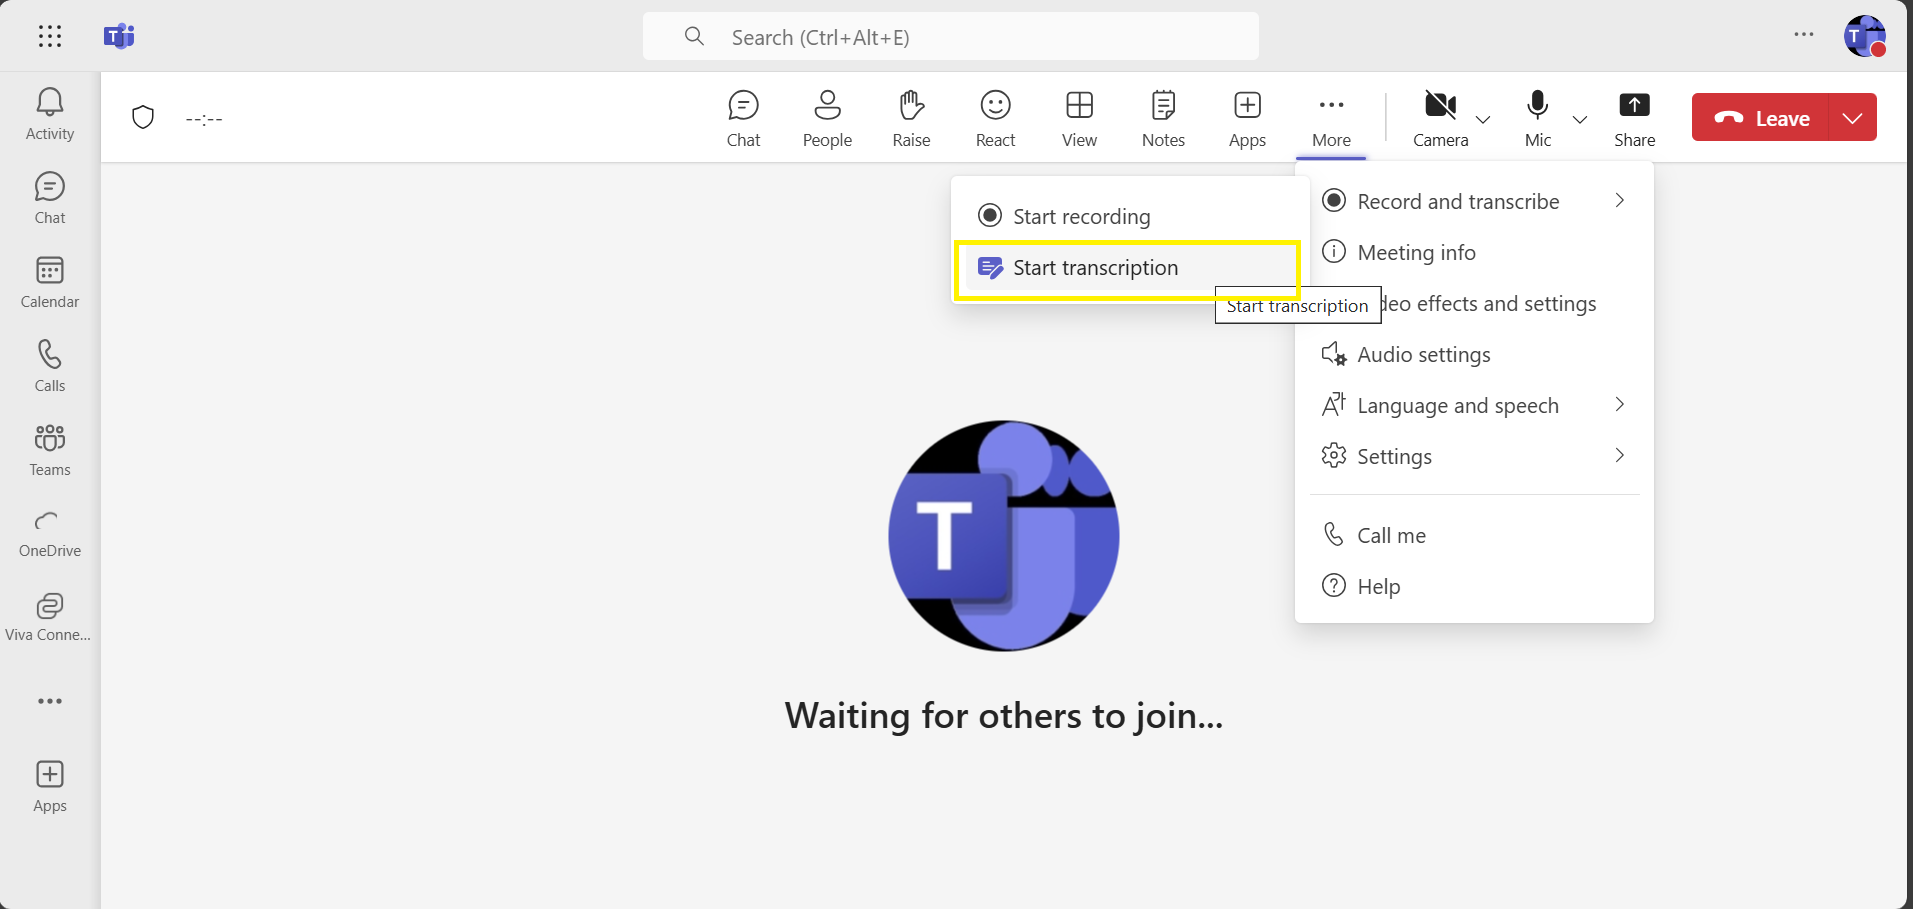 Search (Ctrl+Alt+E)
Activity
Chat
Calendar
Calls
Teams
OneDrive
Viva Conne...
Apps
--:--
Chat
People
Raise
React
View
Notes
Apps
More
Camera
Mic
Share
Leave
Start recording
Start transcription
Start transcription
Record and transcribe
Meeting info
deo effects and settings
Audio settings
Language and speech
Settings
Call me
Help
T
T
T
Waiting for others to join...